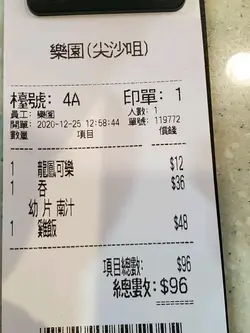 樂園(尖沙咀)
檯號: 4A 印單: 1
員工: 樂園 人數: 1
開單: 2020-12-25 12:58:44 單號: 119772
數量 項目 價錢
1 龍鳳可樂 $12
1 吞 $36
幼 片 南汁
1 雞飯 $48
項目總數: $96
總數: $96